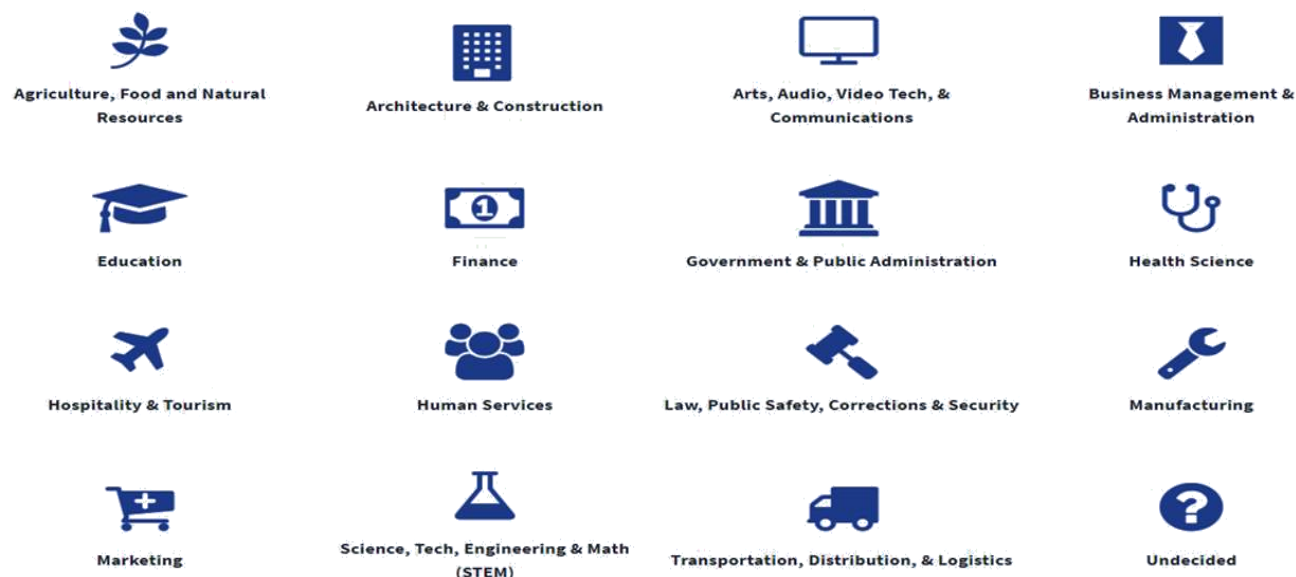 Agriculture, Food and Natural
Resources
Architecture & Construction
Arts, Audio, Video Tech, &
Communications
Business Management &
Administration
Education
1
Finance
Government & Public Administration
Health Science
Hospitality & Tourism
Human Services
Law, Public Safety, Corrections & Security
Manufacturing
Marketing
Science, Tech, Engineering & Math
(STEM)
Transportation, Distribution, & Logistics
?
Undecided